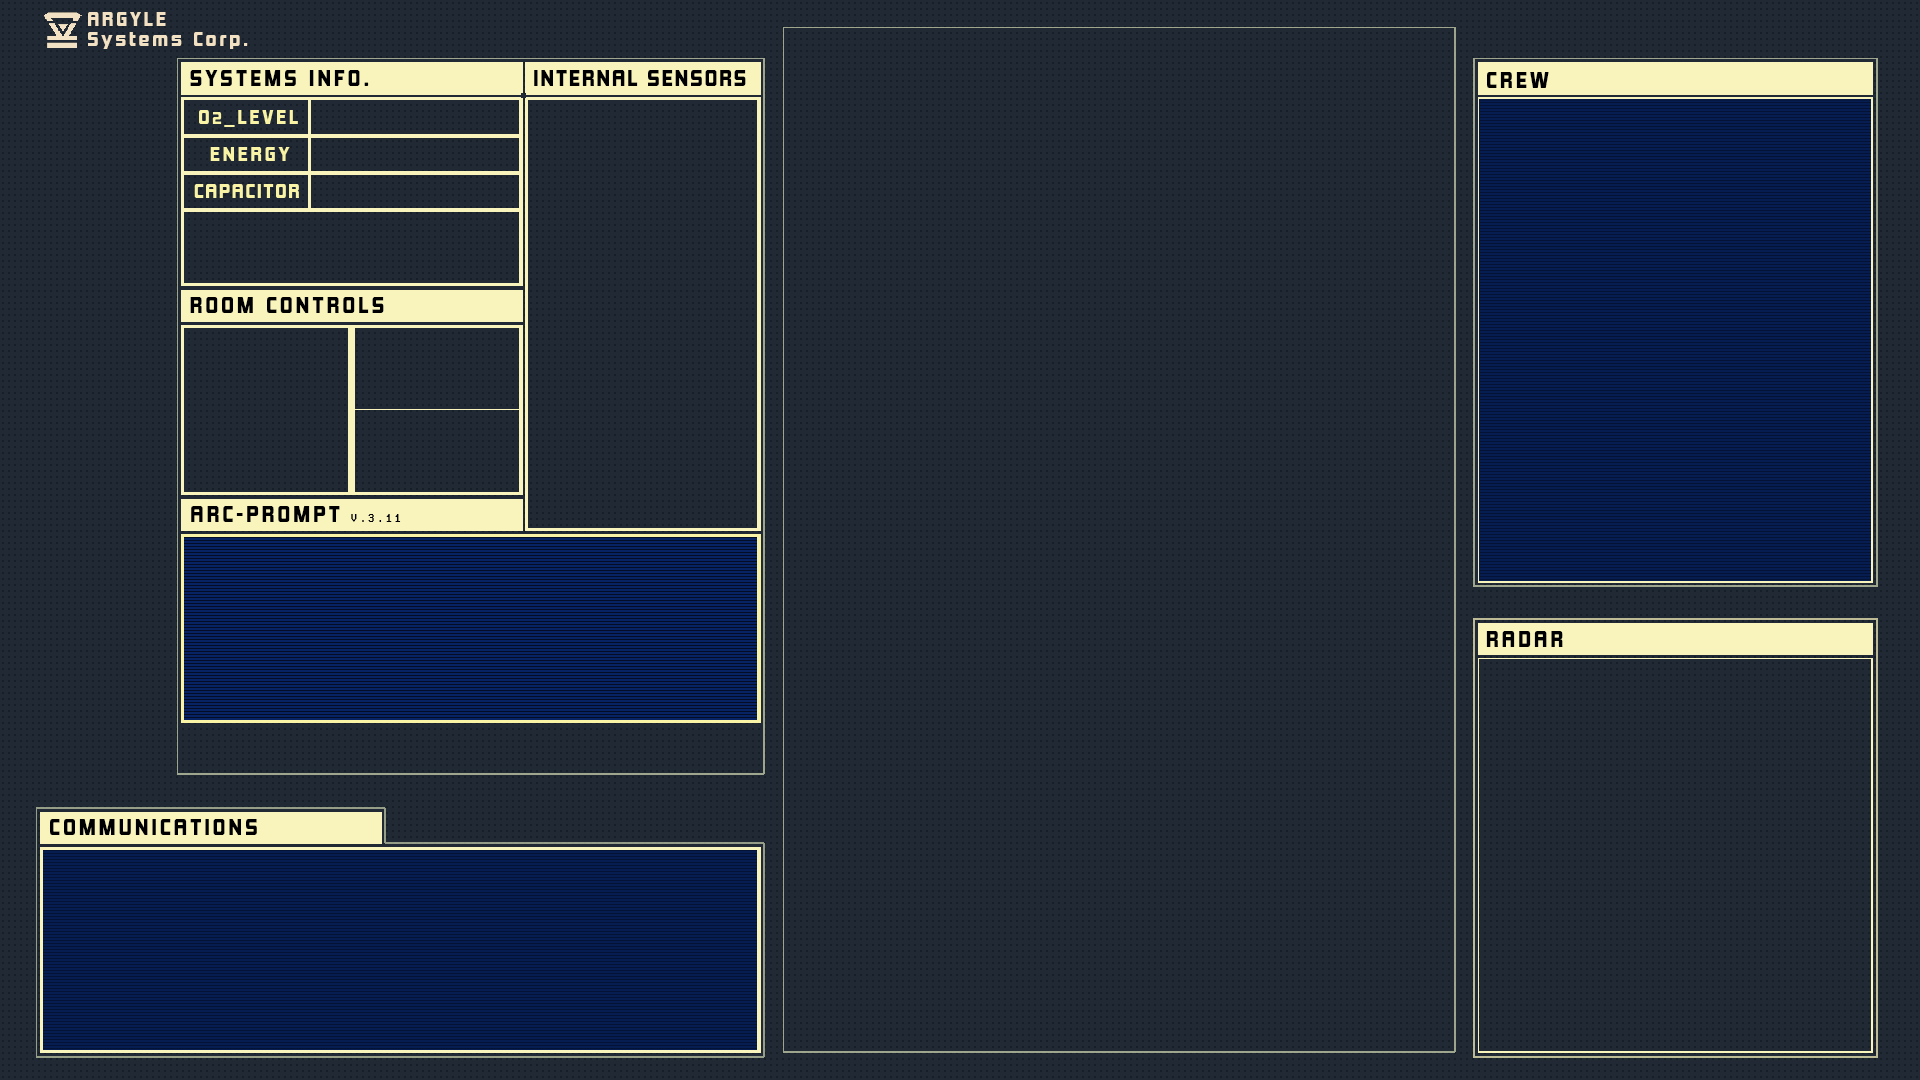 ARGYLE
Systems Corp.
SYSTEMS INFO.
INTERNAL SENSORS
O2_LEVEL
ENERGY
CAPACITOR
ROOM CONTROLS
ARC-PROMPT V.3.11
COMMUNICATIONS
CREW
RADAR